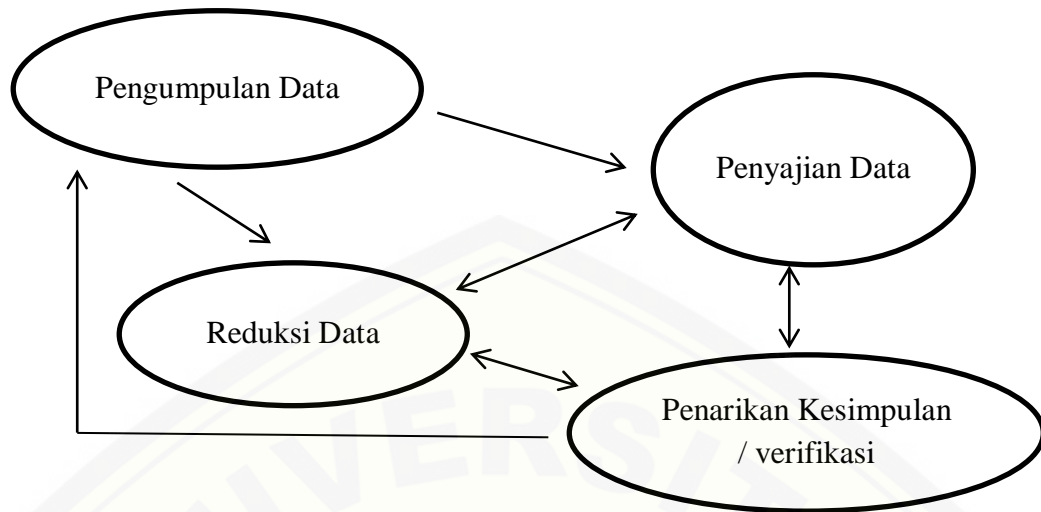 Pengumpulan Data
Penyajian Data
Reduksi Data
Penarikan Kesimpulan
/ verifikasi